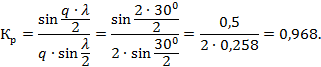 К_р = (sin (q · λ)/2)/(q · sin λ/2) = (sin (2 · 30⁰)/2)/(2 · sin 30⁰/2) = 0,5/(2 · 0,258) = 0,968.